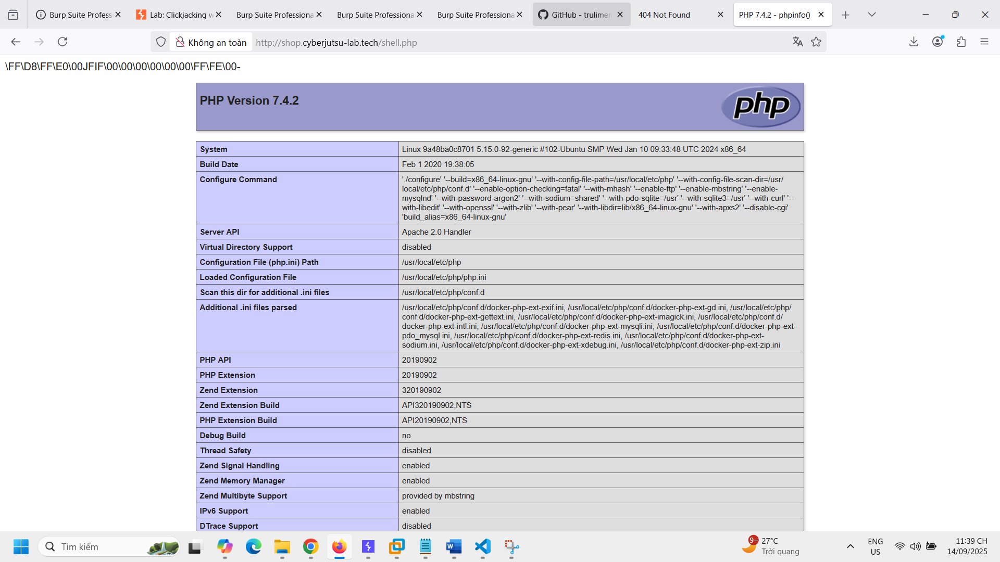 Burp Suite Profess
Lab: Clickjacking w
Burp Suite Professiona
Burp Suite Professiona
Burp Suite Professiona
GitHub - trulimer
404 Not Found
PHP 7.4.2 - phpinfo()
Không an toàn
http://shop.cyberjutsu-lab.tech/shell.php
\FF\D8\FF\E0\00JFIF\00\00\00\00\00\00\FF\FE\00-
PHP Version 7.4.2
php
System
Linux 9a48ba0c8701 5.15.0-92-generic #102-Ubuntu SMP Wed Jan 10 09:33:48 UTC 2024 x86_64
Build Date
Feb 1 2020 19:38:05
Configure Command
'./configure' '--build=x86_64-linux-gnu' '--with-config-file-path=/usr/local/etc/php' '--with-config-file-scan-dir=/usr/
local/etc/php/conf.d' '--enable-option-checking=fatal' '--with-mhash' '--enable-ftp' '--enable-mbstring' '--enable-
mysqlnd' '--with-password-argon2' '--with-sodium=shared' '--with-pdo-sqlite=/usr' '--with-sqlite3=/usr' '--with-curl' '--
with-libedit' '--with-openssl' '--with-zlib' '--with-pear' '--with-libdir=lib/x86_64-linux-gnu' '--with-apxs2' '--disable-cgi'
'build_alias=x86_64-linux-gnu'
Server API
Apache 2.0 Handler
Virtual Directory Support
disabled
Configuration File (php.ini) Path
/usr/local/etc/php
Loaded Configuration File
/usr/local/etc/php/php.ini
Scan this dir for additional .ini files
/usr/local/etc/php/conf.d
Additional .ini files parsed
/usr/local/etc/php/conf.d/docker-php-ext-exif.ini, /usr/local/etc/php/conf.d/docker-php-ext-gd.ini, /usr/local/etc/php/
conf.d/docker-php-ext-gettext.ini, /usr/local/etc/php/conf.d/docker-php-ext-imagick.ini, /usr/local/etc/php/conf.d/
docker-php-ext-intl.ini, /usr/local/etc/php/conf.d/docker-php-ext-mysqli.ini, /usr/local/etc/php/conf.d/docker-php-ext-
pdo_mysql.ini, /usr/local/etc/php/conf.d/docker-php-ext-redis.ini, /usr/local/etc/php/conf.d/docker-php-ext-
sodium.ini, /usr/local/etc/php/conf.d/docker-php-ext-xdebug.ini, /usr/local/etc/php/conf.d/docker-php-ext-zip.ini
PHP API
20190902
PHP Extension
20190902
Zend Extension
320190902
Zend Extension Build
API320190902,NTS
PHP Extension Build
API20190902,NTS
Debug Build
no
Thread Safety
disabled
Zend Signal Handling
enabled
Zend Memory Manager
enabled
Zend Multibyte Support
provided by mbstring
IPv6 Support
enabled
DTrace Support
disabled
Tìm kiếm
9+
27°C
Trời quang
ENG
US
11:39 CH
14/09/2025